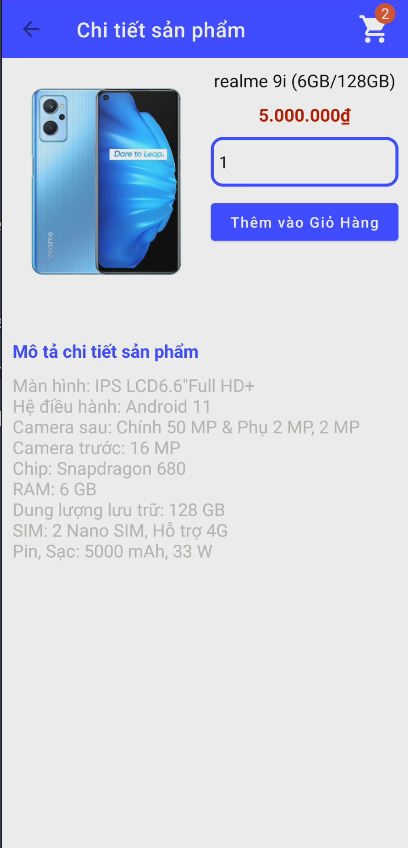 Chi tiết sản phẩm
2
realme 9i (6GB/128GB)
5.000.000₫
1
Thêm vào Giỏ Hàng
Dare to Leap.
realme
Mô tả chi tiết sản phẩm
Màn hình: IPS LCD6.6"Full HD+
Hệ điều hành: Android 11
Camera sau: Chính 50 MP & Phụ 2 MP, 2 MP
Camera trước: 16 MP
Chip: Snapdragon 680
RAM: 6 GB
Dung lượng lưu trữ: 128 GB
SIM: 2 Nano SIM, Hỗ trợ 4G
Pin, Sạc: 5000 mAh, 33 W